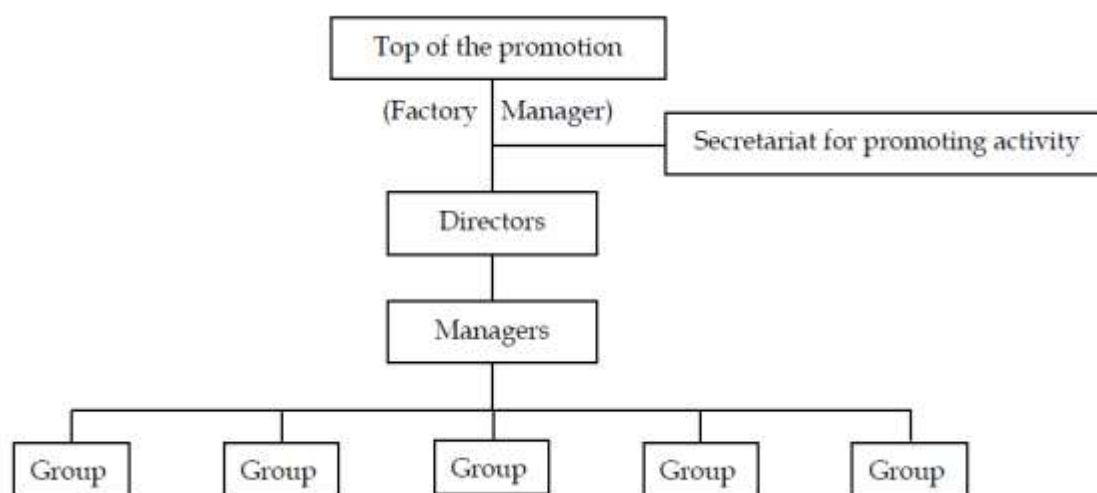 Top of the promotion
(Factory Manager)
Secretariat for promoting activity
Directors
Managers
Group
Group
Group
Group
Group